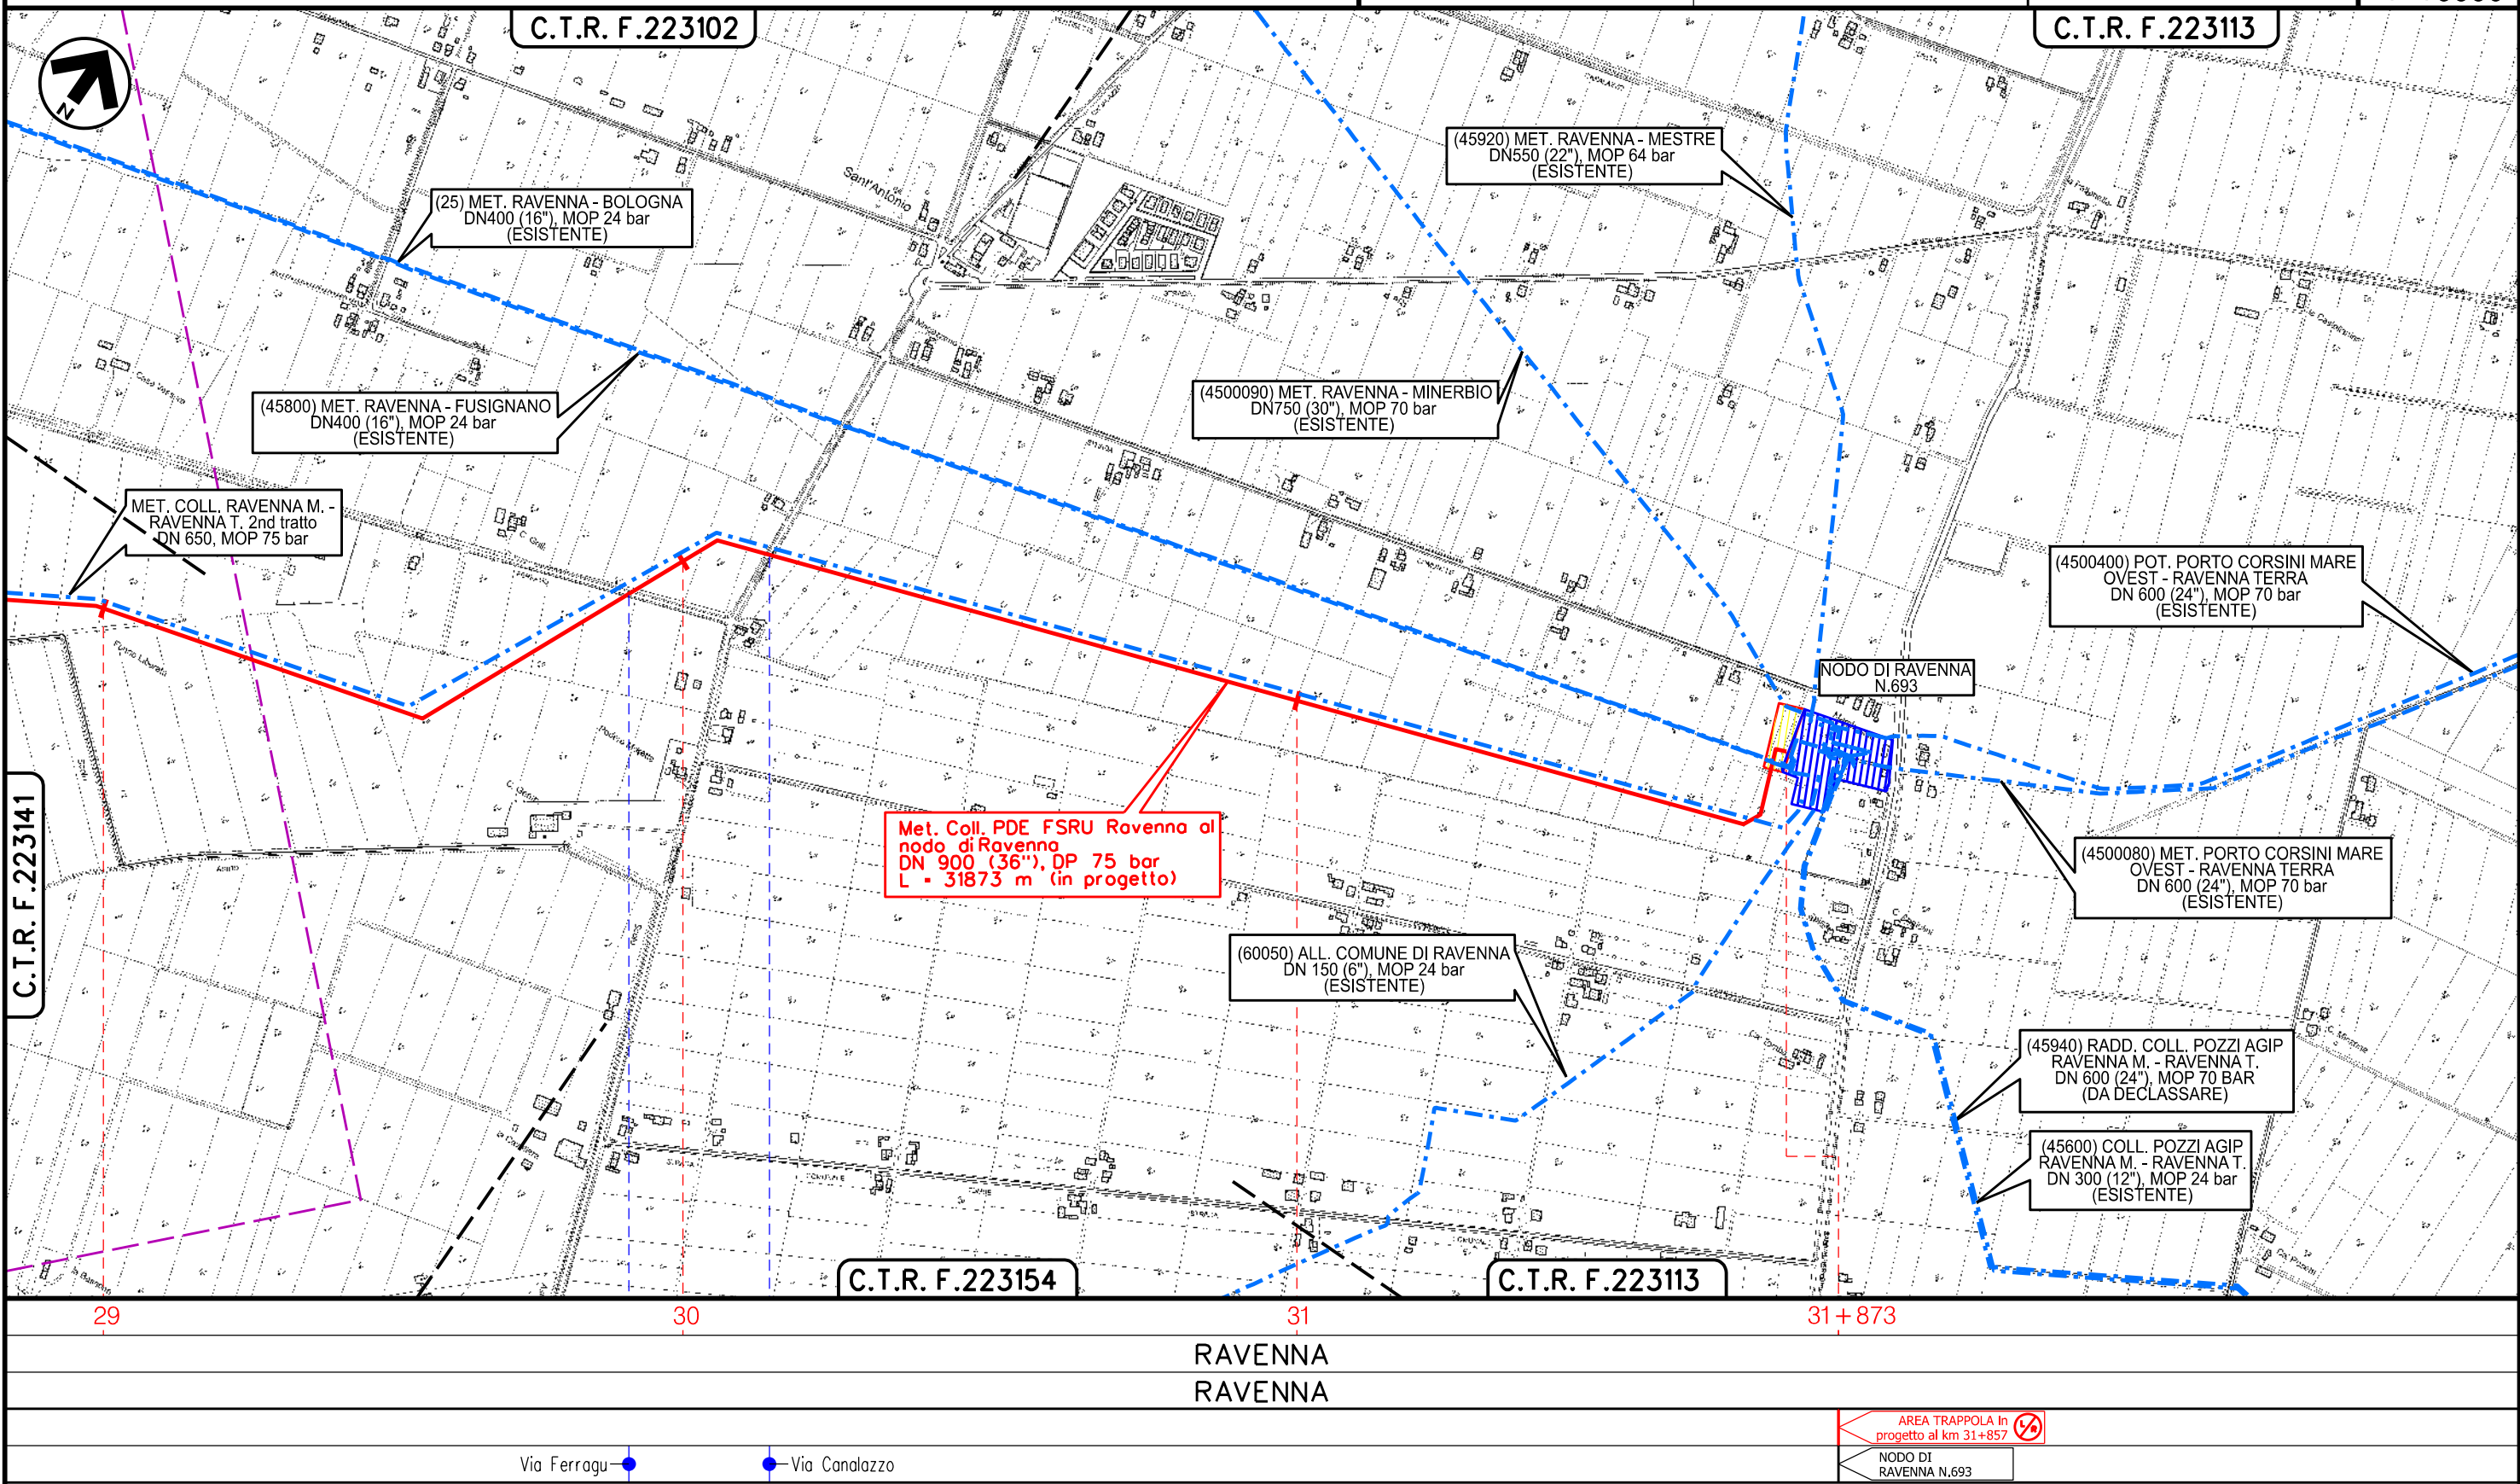 C.T.R. F.223102
C.T.R. F.223113
N
(25) MET. RAVENNA - BOLOGNA
DN400 (16"), MOP 24 bar
(ESISTENTE)
Sant'Antonio
(45920) MET. RAVENNA - MESTRE
DN550 (22"), MOP 64 bar
(ESISTENTE)
(45800) MET. RAVENNA - FUSIGNANO
DN400 (16"), MOP 24 bar
(ESISTENTE)
(4500090) MET. RAVENNA - MINERBIO
DN750 (30"), MOP 70 bar
(ESISTENTE)
MET. COLL. RAVENNA M. -
RAVENNA T. 2nd tratto
DN 650, MOP 75 bar
(4500400) POT. PORTO CORSINI MARE
OVEST - RAVENNA TERRA
DN 600 (24"), MOP 70 bar
(ESISTENTE)
NODO DI RAVENNA
N.693
C.T.R. F.223141
Met. Coll. PDE FSRU Ravenna al
nodo di Ravenna
DN 900 (36"), DP 75 bar
L = 31873 m (in progetto)
(4500080) MET. PORTO CORSINI MARE
OVEST - RAVENNA TERRA
DN 600 (24"), MOP 70 bar
(ESISTENTE)
(60050) ALL. COMUNE DI RAVENNA
DN 150 (6"), MOP 24 bar
(ESISTENTE)
(45940) RADD. COLL. POZZI AGIP
RAVENNA M. - RAVENNA T.
DN 600 (24"), MOP 70 BAR
(DA DECLASSARE)
(45600) COLL. POZZI AGIP
RAVENNA M. - RAVENNA T.
DN 300 (12"), MOP 24 bar
(ESISTENTE)
C.T.R. F.223154
C.T.R. F.223113
29
30
31
31+873
RAVENNA
RAVENNA
AREA TRAPPOLA In
progetto al km 31+857
L/R
Via Ferragu
Via Canalazzo
NODO DI
RAVENNA N.693